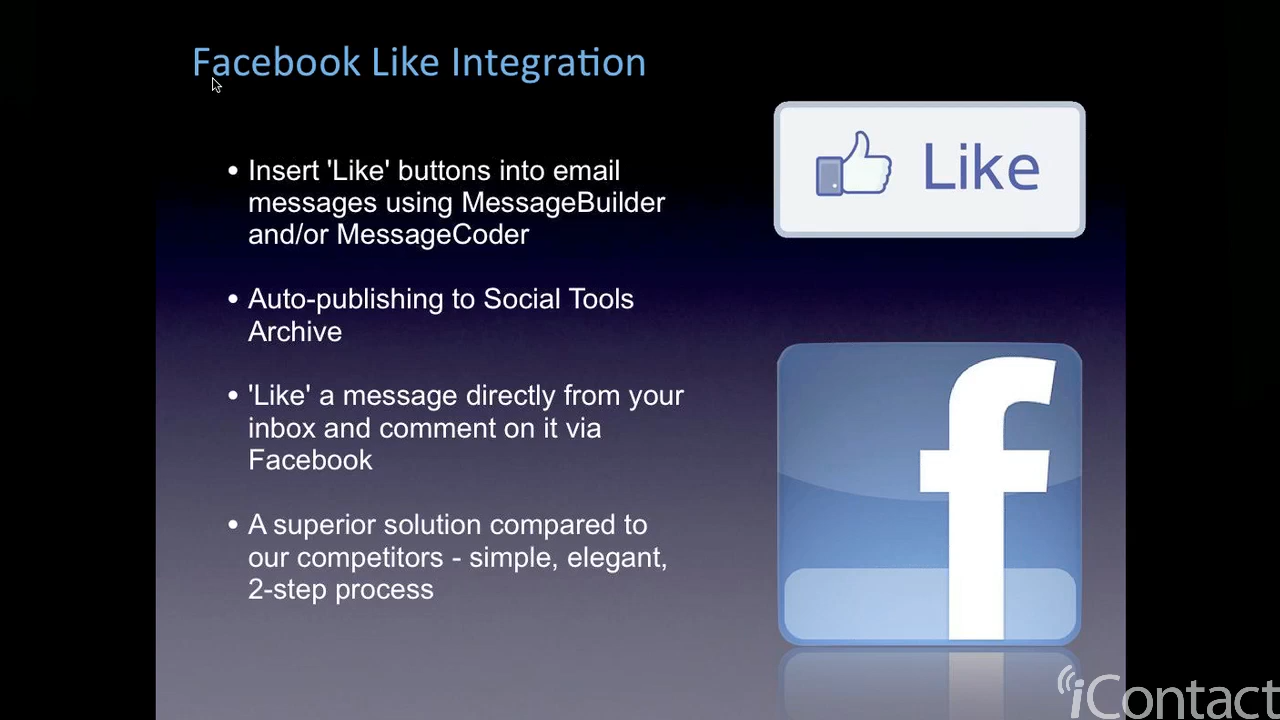 Facebook Like Integration
Like
• Insert 'Like' buttons into email
messages using MessageBuilder
and/or MessageCoder
• Auto-publishing to Social Tools
Archive
• 'Like' a message directly from your
inbox and comment on it via
Facebook
• A superior solution compared to
our competitors - simple, elegant,
2-step process
f
iContact